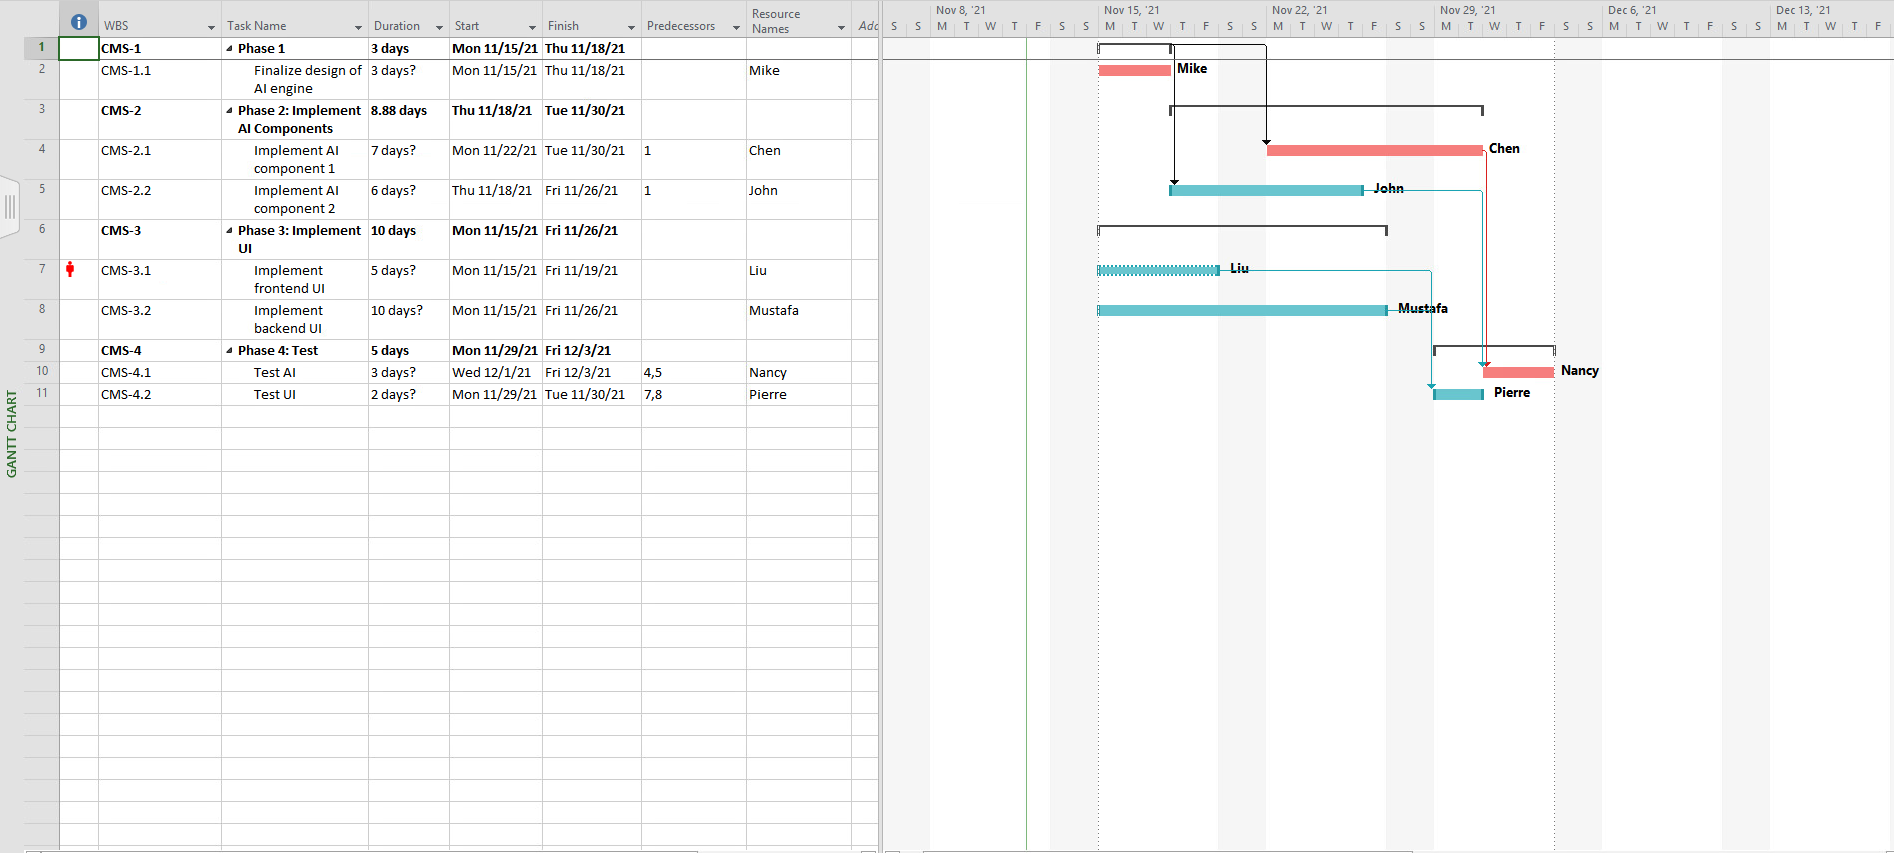 WBS Task Name Duration Start Finish Predecessors Resource Names Add
1 CMS-1 Phase 1 3 days Mon 11/15/21 Thu 11/18/21
2 CMS-1.1 Finalize design of AI engine 3 days? Mon 11/15/21 Thu 11/18/21 Mike
3 CMS-2 Phase 2: Implement AI Components 8.88 days Thu 11/18/21 Tue 11/30/21
4 CMS-2.1 Implement AI component 1 7 days? Mon 11/22/21 Tue 11/30/21 1 Chen
5 CMS-2.2 Implement AI component 2 6 days? Thu 11/18/21 Fri 11/26/21 1 John
6 CMS-3 Phase 3: Implement UI 10 days Mon 11/15/21 Fri 11/26/21
7 CMS-3.1 Implement frontend UI 5 days? Mon 11/15/21 Fri 11/19/21 Liu
8 CMS-3.2 Implement backend UI 10 days? Mon 11/15/21 Fri 11/26/21 Mustafa
9 CMS-4 Phase 4: Test 5 days Mon 11/29/21 Fri 12/3/21
10 CMS-4.1 Test AI 3 days? Wed 12/1/21 Fri 12/3/21 4,5 Nancy
11 CMS-4.2 Test UI 2 days? Mon 11/29/21 Tue 11/30/21 7,8 Pierre
GANTT CHART
Nov 8, '21 Nov 15, '21 Nov 22, '21 Nov 29, '21 Dec 6, '21 Dec 13, '21
S S M T W T F S S M T W T F S S M T W T F S S M T W T F S S M T W T F S S M T W T F
Mike
Chen
John
Liu
Mustafa
Nancy
Pierre